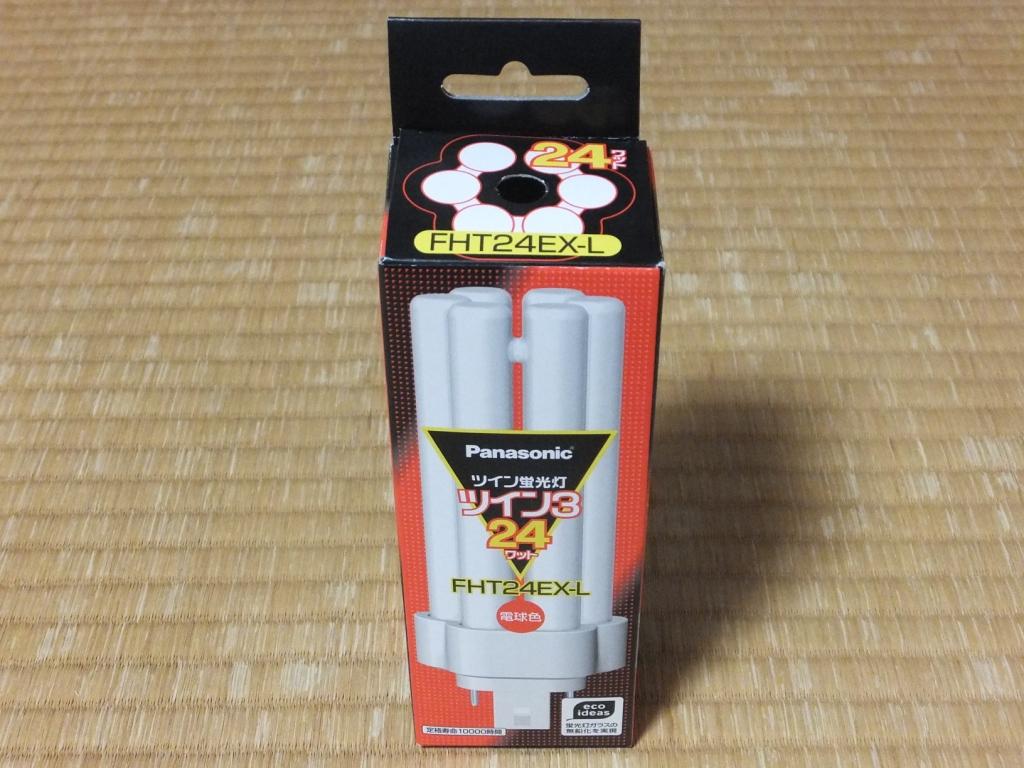 24ワット
FHT24EX-L
Panasonic
ツイン蛍光灯
ツイン3
24
ワット
FHT24EX-L
電球色
eco
ideas
蛍光灯ガラスの
無鉛化を実現
定格寿命10000時間